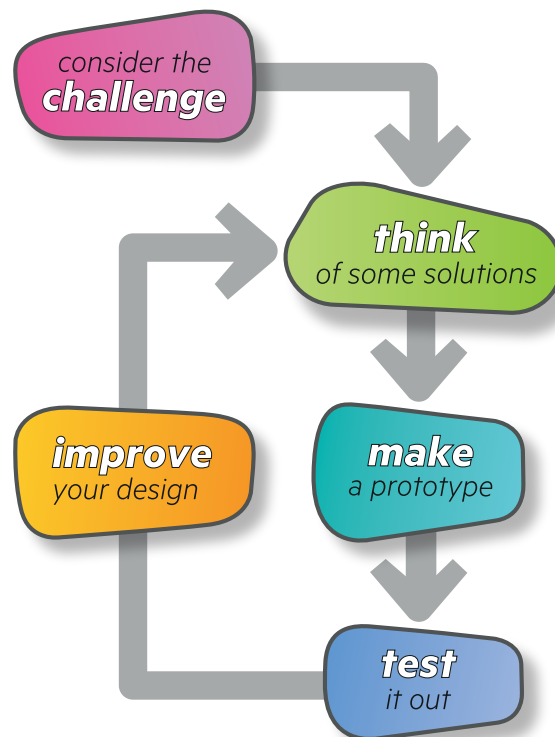 consider the
challenge
think
of some solutions
make
a prototype
test
it out
improve
your design